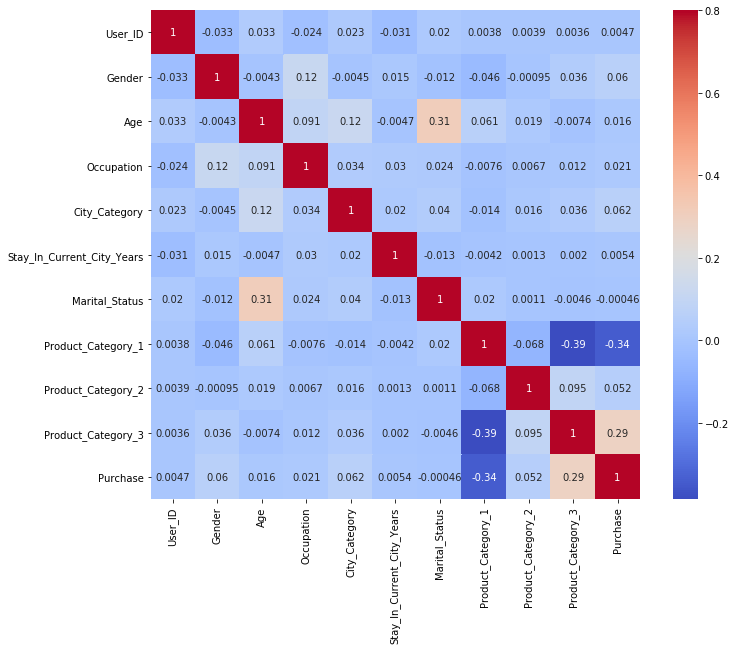 0.8
User_ID 1 -0.033 0.033 -0.024 0.023 -0.031 0.02 0.0038 0.0039 0.0036 0.0047
Gender -0.033 1 -0.0043 0.12 -0.0045 0.015 -0.012 -0.046 -0.00095 0.036 0.06
0.6
Age 0.033 -0.0043 1 0.091 0.12 -0.0047 0.31 0.061 0.019 -0.0074 0.016
Occupation -0.024 0.12 0.091 1 0.034 0.03 0.024 -0.0076 0.0067 0.012 0.021
0.4
City_Category 0.023 -0.0045 0.12 0.034 1 0.02 0.04 -0.014 0.016 0.036 0.062
Stay_In_Current_City_Years -0.031 0.015 -0.0047 0.03 0.02 1 -0.013 -0.0042 0.0013 0.002 0.0054
0.2
Marital_Status 0.02 -0.012 0.31 0.024 0.04 -0.013 1 0.02 0.0011 -0.0046 -0.00046
Product_Category_1 0.0038 -0.046 0.061 -0.0076 -0.014 -0.0042 0.02 1 -0.068 -0.39 -0.34
0.0
Product_Category_2 0.0039 -0.00095 0.019 0.0067 0.016 0.0013 0.0011 -0.068 1 0.095 0.052
−0.2
Product_Category_3 0.0036 0.036 -0.0074 0.012 0.036 0.002 -0.0046 -0.39 0.095 1 0.29
Purchase 0.0047 0.06 0.016 0.021 0.062 0.0054 -0.00046 -0.34 0.052 0.29 1
User_ID
Gender
Age
Occupation
City_Category
Stay_In_Current_City_Years
Marital_Status
Product_Category_1
Product_Category_2
Product_Category_3
Purchase